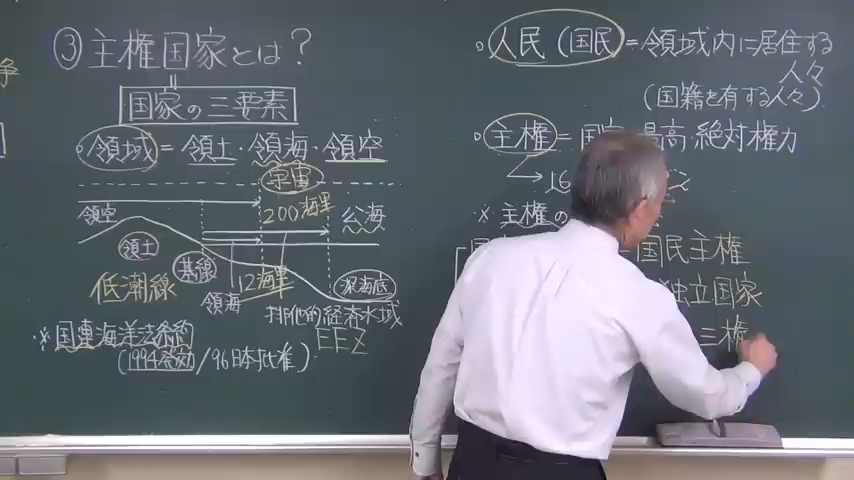 争
③主権国家とは?
国家の三要素
領域=領土・領海・領空
宇宙
領空
200海里
公海
領土
基線
低潮線
領海
12海里
深海底
排他的経済水域
EEZ
※国連海洋法条約
(1994発効/'96日本批准)
人民(国民)=領域内に居住する
人々
(国籍を有する人々)
主権=国家 最高・絶対権力
→16
※主権の
=国民主権
独立国家
三権